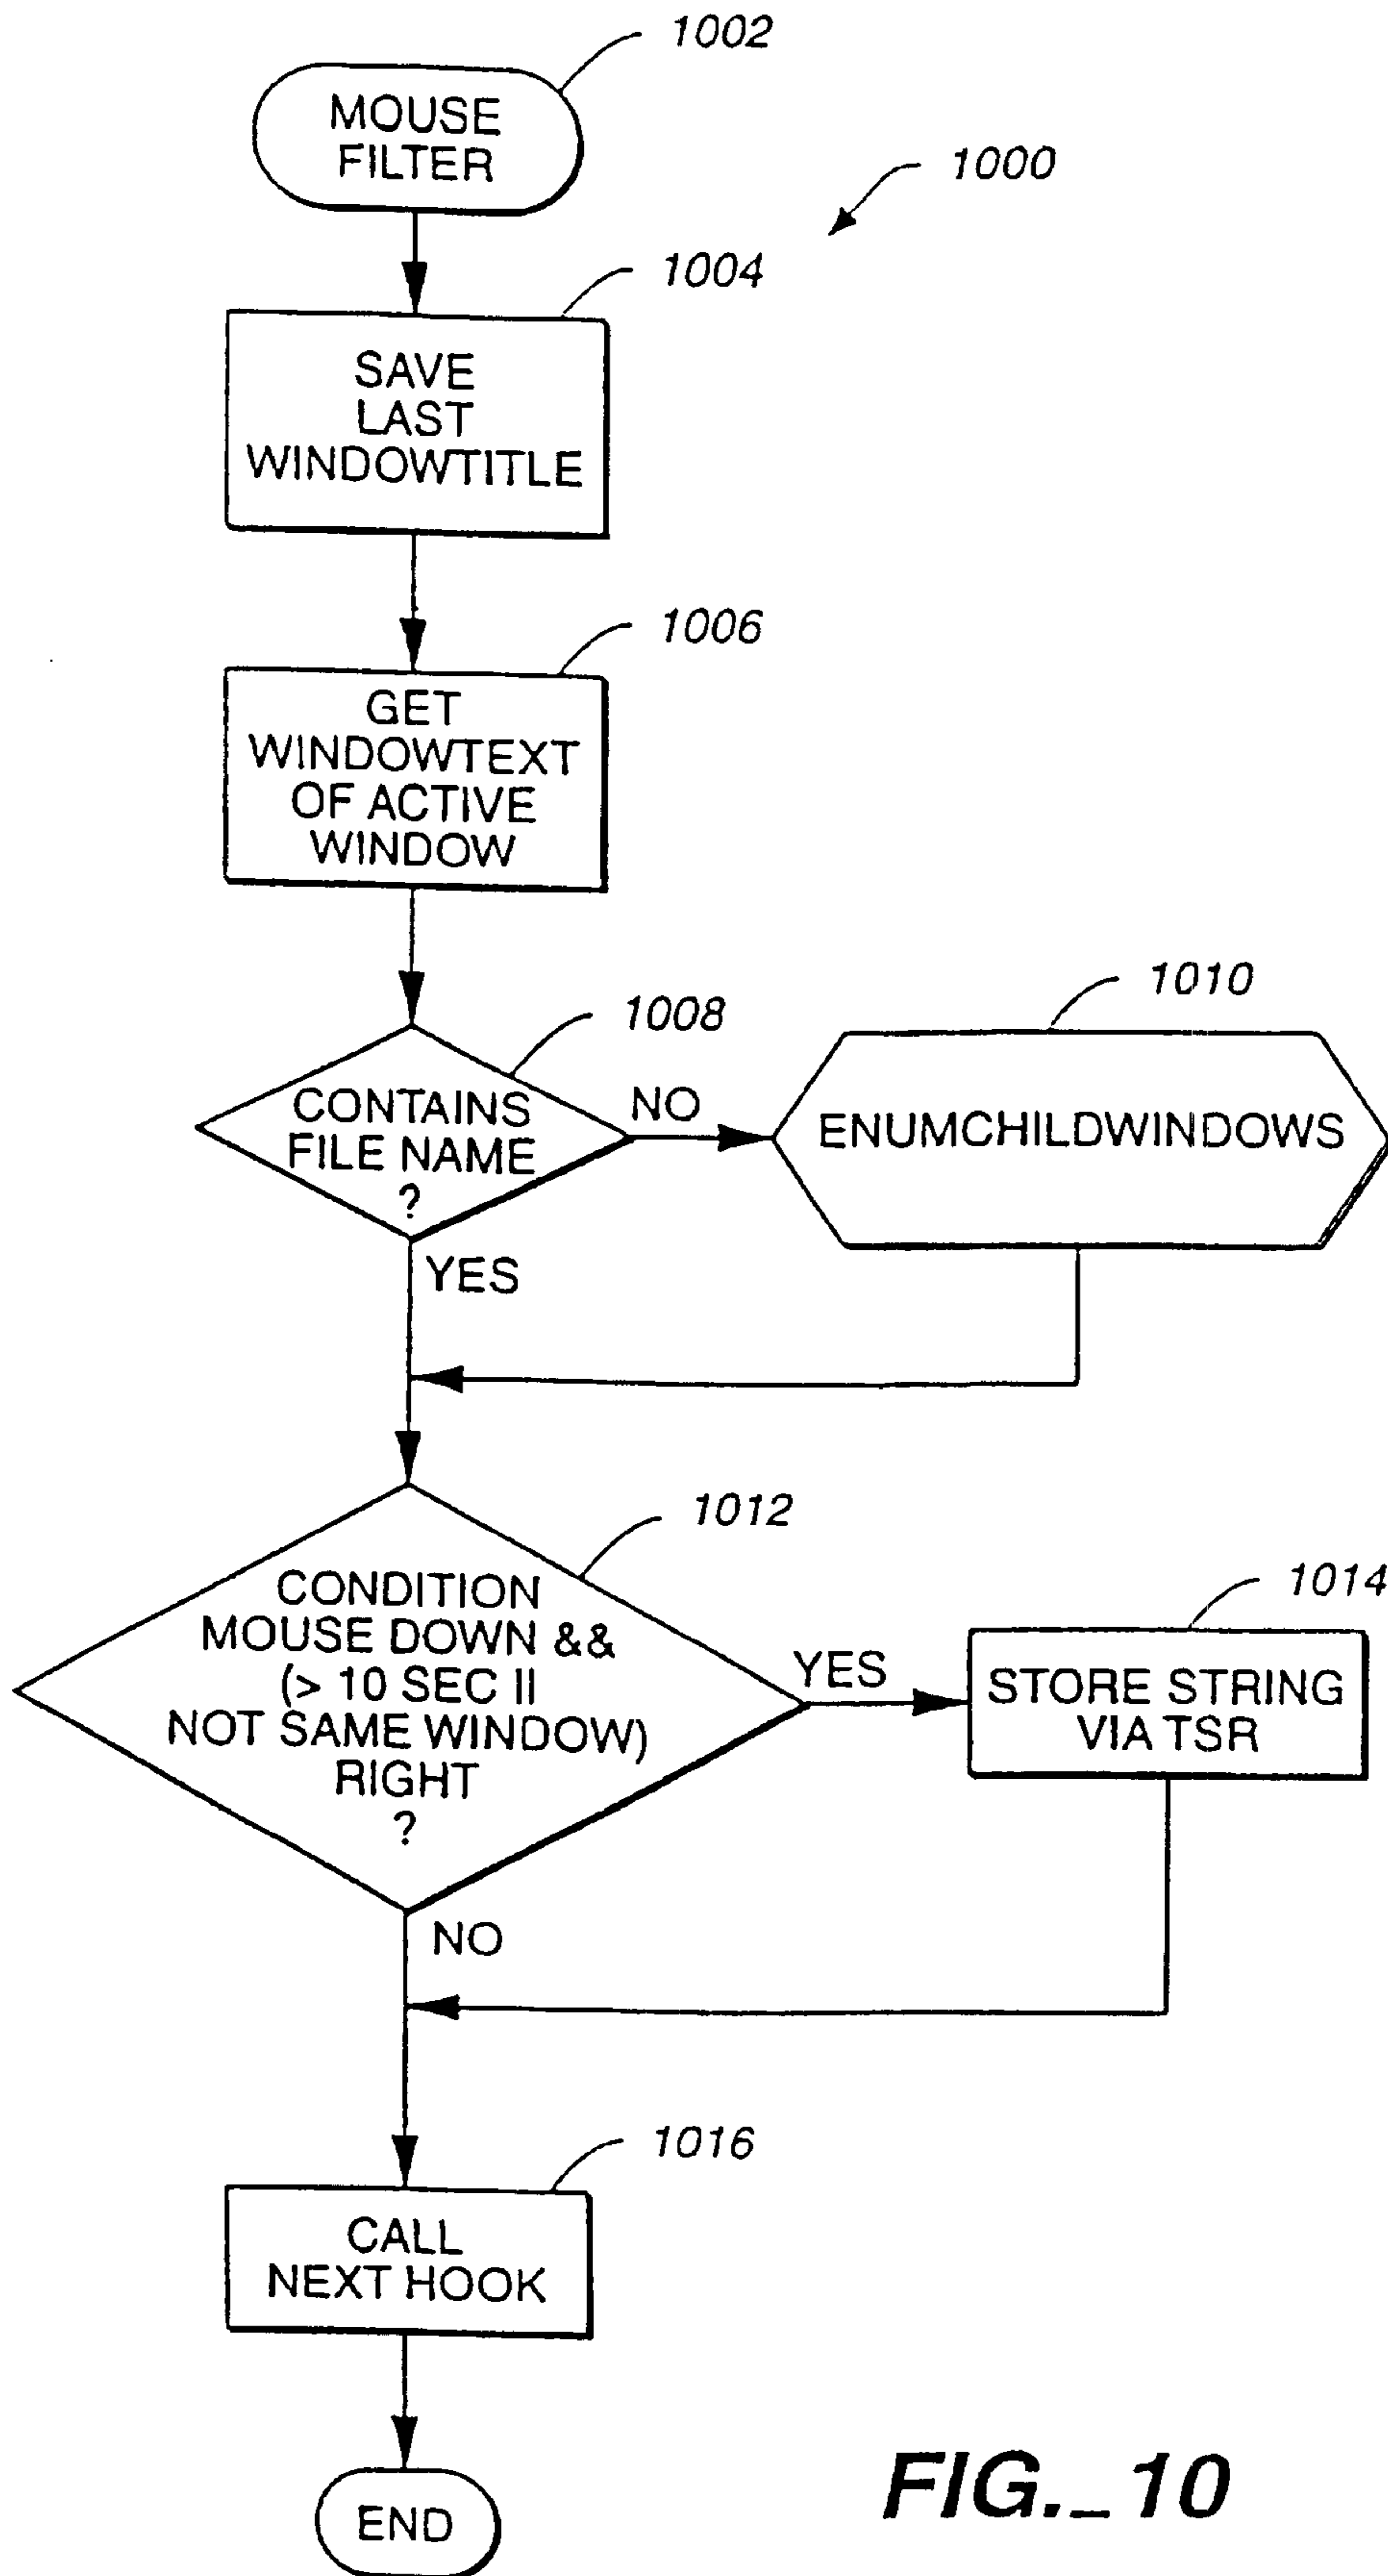 1002
MOUSE
FILTER
1000
1004
SAVE
LAST
WINDOWTITLE
1006
GET
WINDOWTEXT
OF ACTIVE
WINDOW
1008
CONTAINS
FILE NAME
?
NO
1010
ENUMCHILDWINDOWS
YES
1012
CONDITION
MOUSE DOWN &&
(> 10 SEC ||
NOT SAME WINDOW)
RIGHT
?
YES
1014
STORE STRING
VIA TSR
NO
1016
CALL
NEXT HOOK
END
FIG._10